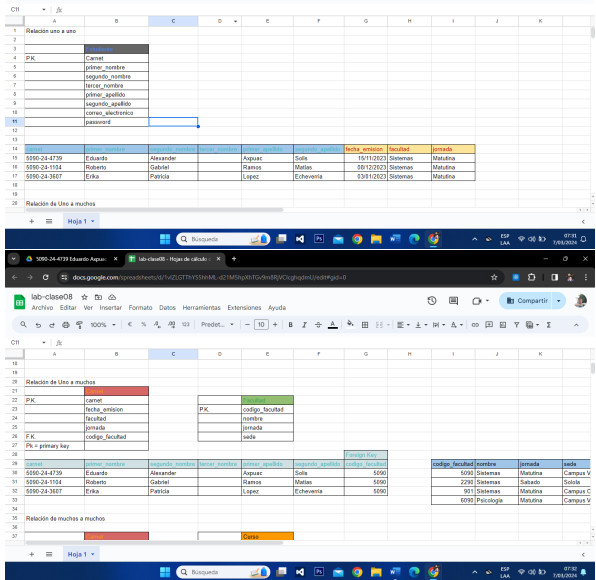 C11 fx
A B C D E F G H I J K
1 Relación uno a uno
2
3 Estudiante
4 P.K. Carnet
5 primer_nombre
6 segundo_nombre
7 tercer_nombre
8 primer_apellido
9 segundo_apellido
10 correo_electronico
11 password
12
13
14 carnet primer_nombre segundo_nombre tercer_nombre primer_apellido segundo_apellido fecha_emision facultad jornada
15 5090-24-4739 Eduardo Alexander Axpuac Solis 15/11/2023 Sistemas Matutina
16 5090-24-1104 Roberto Gabriel Ramos Matias 08/12/2023 Sistemas Matutina
17 5090-24-3607 Erika Patricia Lopez Echeverria 03/01/2023 Sistemas Matutina
18
19
20 Relación de Uno a muchos
Hoja 1
Búsqueda ESP LAA 07:31 7/03/2024
5090-24-4739 Eduardo Axpuac lab-clase08 - Hojas de cálculo
docs.google.com/spreadsheets/d/
lab-clase08
Archivo Editar Ver Insertar Formato Datos Herramientas Extensiones Ayuda
Compartir
100% € % 123 Predet... 10 B I A
C11 fx
A B C D E F G H I J K
18
19
20 Relación de Uno a muchos
21 Carnet
22 P.K. carnet Facultad
23 fecha_emision P.K. codigo_facultad
24 facultad nombre
25 jornada jornada
26 F.K. codigo_facultad sede
27 Pk = primary key
28 Foreign Key
29 carnet primer_nombre segundo_nombre tercer_nombre primer_apellido segundo_apellido codigo_facultad codigo_facultad nombre jornada sede
30 5090-24-4739 Eduardo Alexander Axpuac Solis 5090 5090 Sistemas Matutina Campus V
31 5090-24-1104 Roberto Gabriel Ramos Matias 5090 2290 Sistemas Sabado Solola
32 5090-24-3607 Erika Patricia Lopez Echeverria 5090 901 Sistemas Matutina Campus C
33 6090 Psicologia Matutina Campus V
34
35 Relación de muchos a muchos
36
37 Carnet Curso
Hoja 1
Búsqueda ESP LAA 07:32 7/03/2024